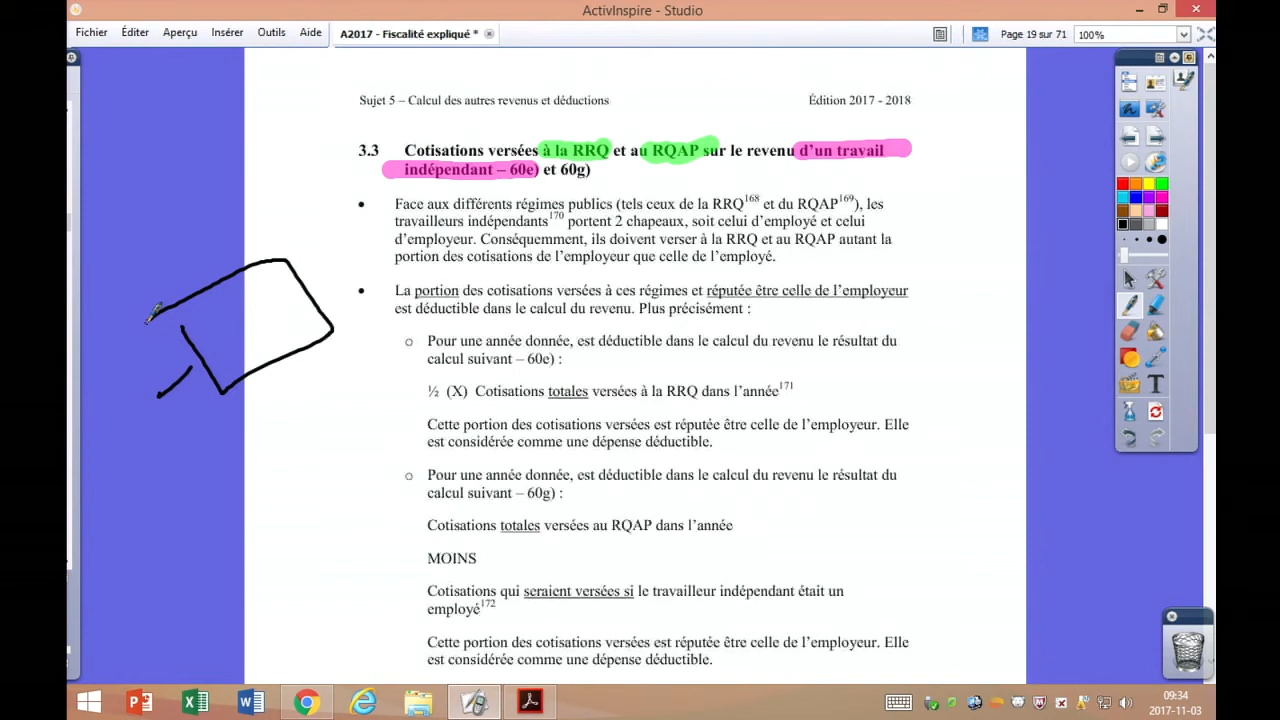 ActivInspire - Studio
Fichier Éditer Aperçu Insérer Outils Aide A2017 - Fiscalité expliqué * Page 19 sur 71 100%
Sujet 5 – Calcul des autres revenus et déductions Édition 2017 - 2018
3.3 Cotisations versées à la RRQ et au RQAP sur le revenu d'un travail
indépendant – 60e) et 60g)
• Face aux différents régimes publics (tels ceux de la RRQ168 et du RQAP169), les
travailleurs indépendants170 portent 2 chapeaux, soit celui d'employé et celui
d'employeur. Conséquemment, ils doivent verser à la RRQ et au RQAP autant la
portion des cotisations de l'employeur que celle de l'employé.
• La portion des cotisations versées à ces régimes et réputée être celle de l'employeur
est déductible dans le calcul du revenu. Plus précisément :
o Pour une année donnée, est déductible dans le calcul du revenu le résultat du
calcul suivant – 60e) :
½ (X) Cotisations totales versées à la RRQ dans l'année171
Cette portion des cotisations versées est réputée être celle de l'employeur. Elle
est considérée comme une dépense déductible.
o Pour une année donnée, est déductible dans le calcul du revenu le résultat du
calcul suivant – 60g) :
Cotisations totales versées au RQAP dans l'année
MOINS
Cotisations qui seraient versées si le travailleur indépendant était un
employé172
Cette portion des cotisations versées est réputée être celle de l'employeur. Elle
est considérée comme une dépense déductible.
09:34
2017-11-03